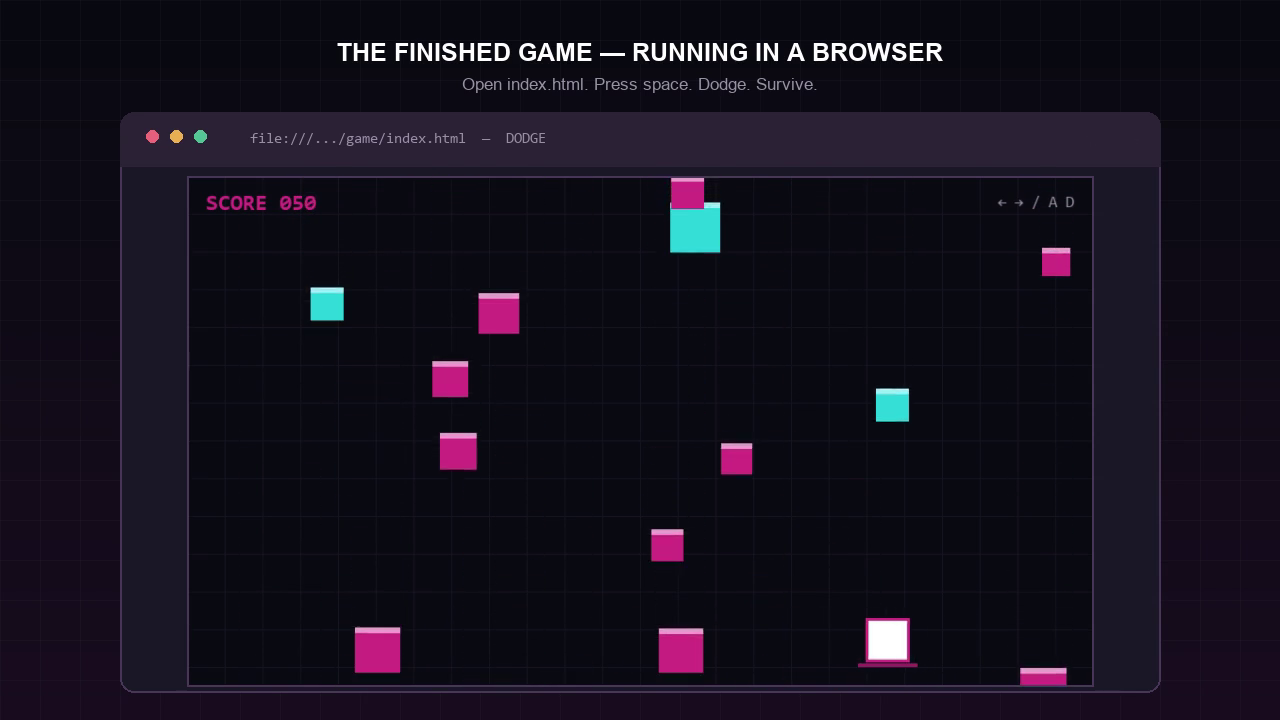 THE FINISHED GAME — RUNNING IN A BROWSER
Open index.html. Press space. Dodge. Survive.
file:///.../game/index.html — DODGE
SCORE 050
← → / A D